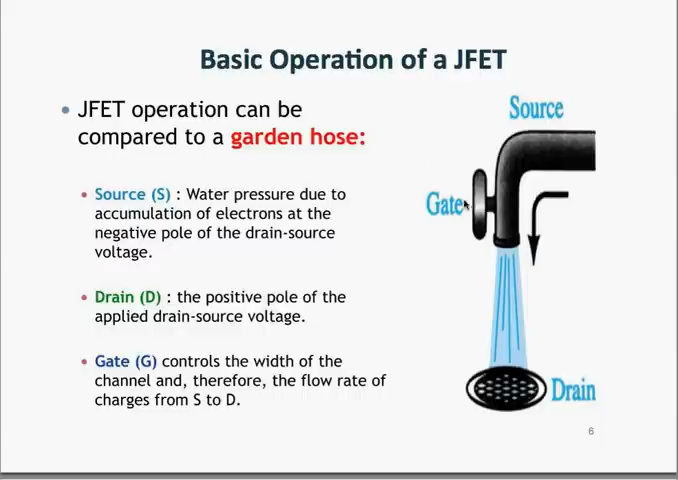 Basic Operation of a JFET
• JFET operation can be
compared to a garden hose:
• Source (S) : Water pressure due to
accumulation of electrons at the
negative pole of the drain-source
voltage.
• Drain (D) : the positive pole of the
applied drain-source voltage.
• Gate (G) controls the width of the
channel and, therefore, the flow rate of
charges from S to D.
Source
Gate
Drain
6